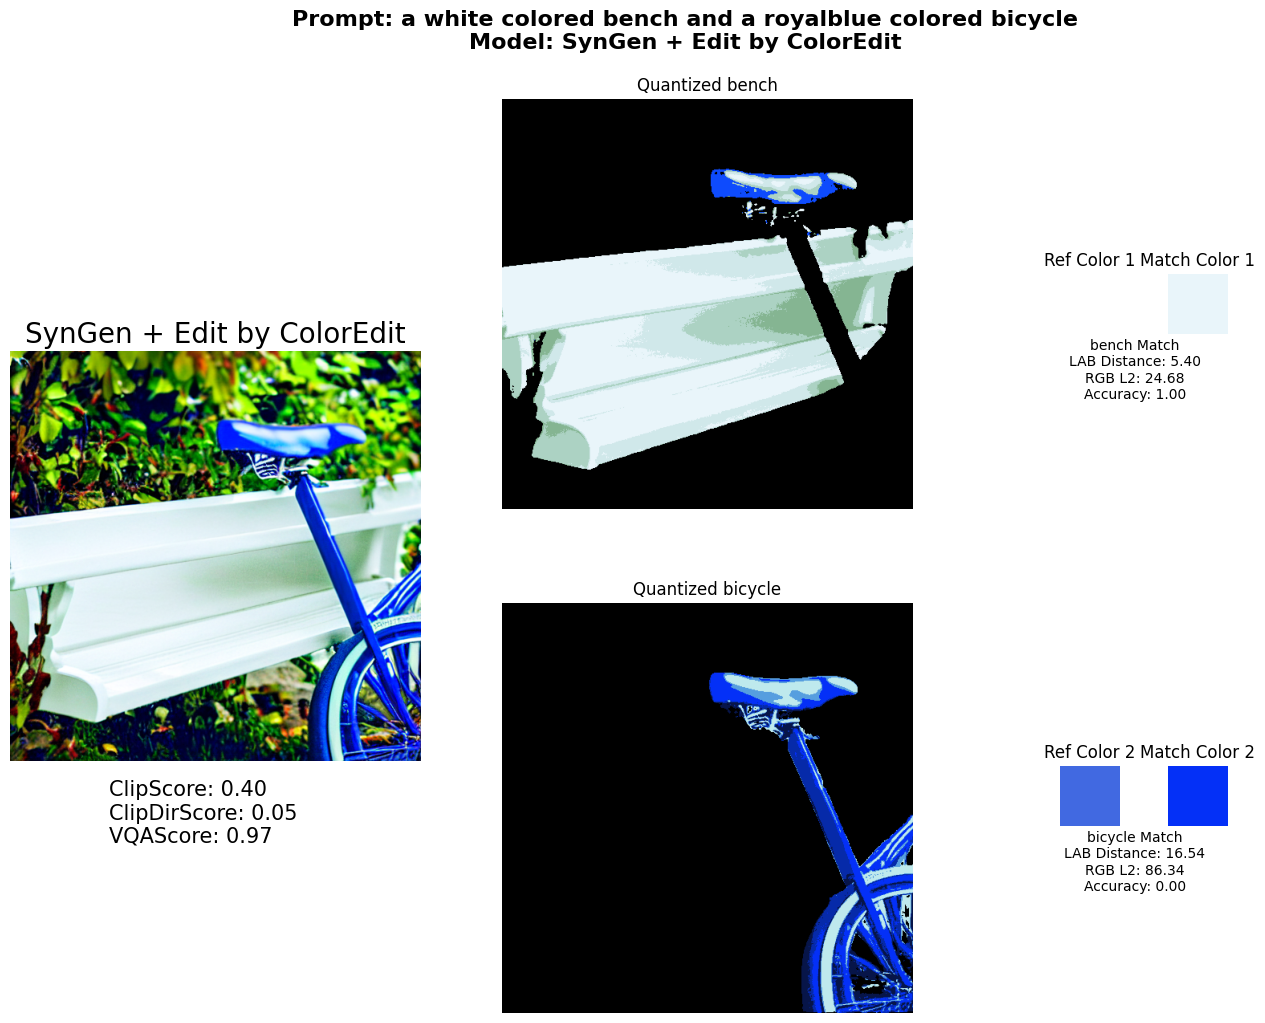 Prompt: a white colored bench and a royalblue colored bicycle
Model: SynGen + Edit by ColorEdit
Quantized bench
Ref Color 1 Match Color 1
bench Match
LAB Distance: 5.40
RGB L2: 24.68
Accuracy: 1.00
SynGen + Edit by ColorEdit
ClipScore: 0.40
ClipDirScore: 0.05
VQAScore: 0.97
Quantized bicycle
Ref Color 2 Match Color 2
bicycle Match
LAB Distance: 16.54
RGB L2: 86.34
Accuracy: 0.00